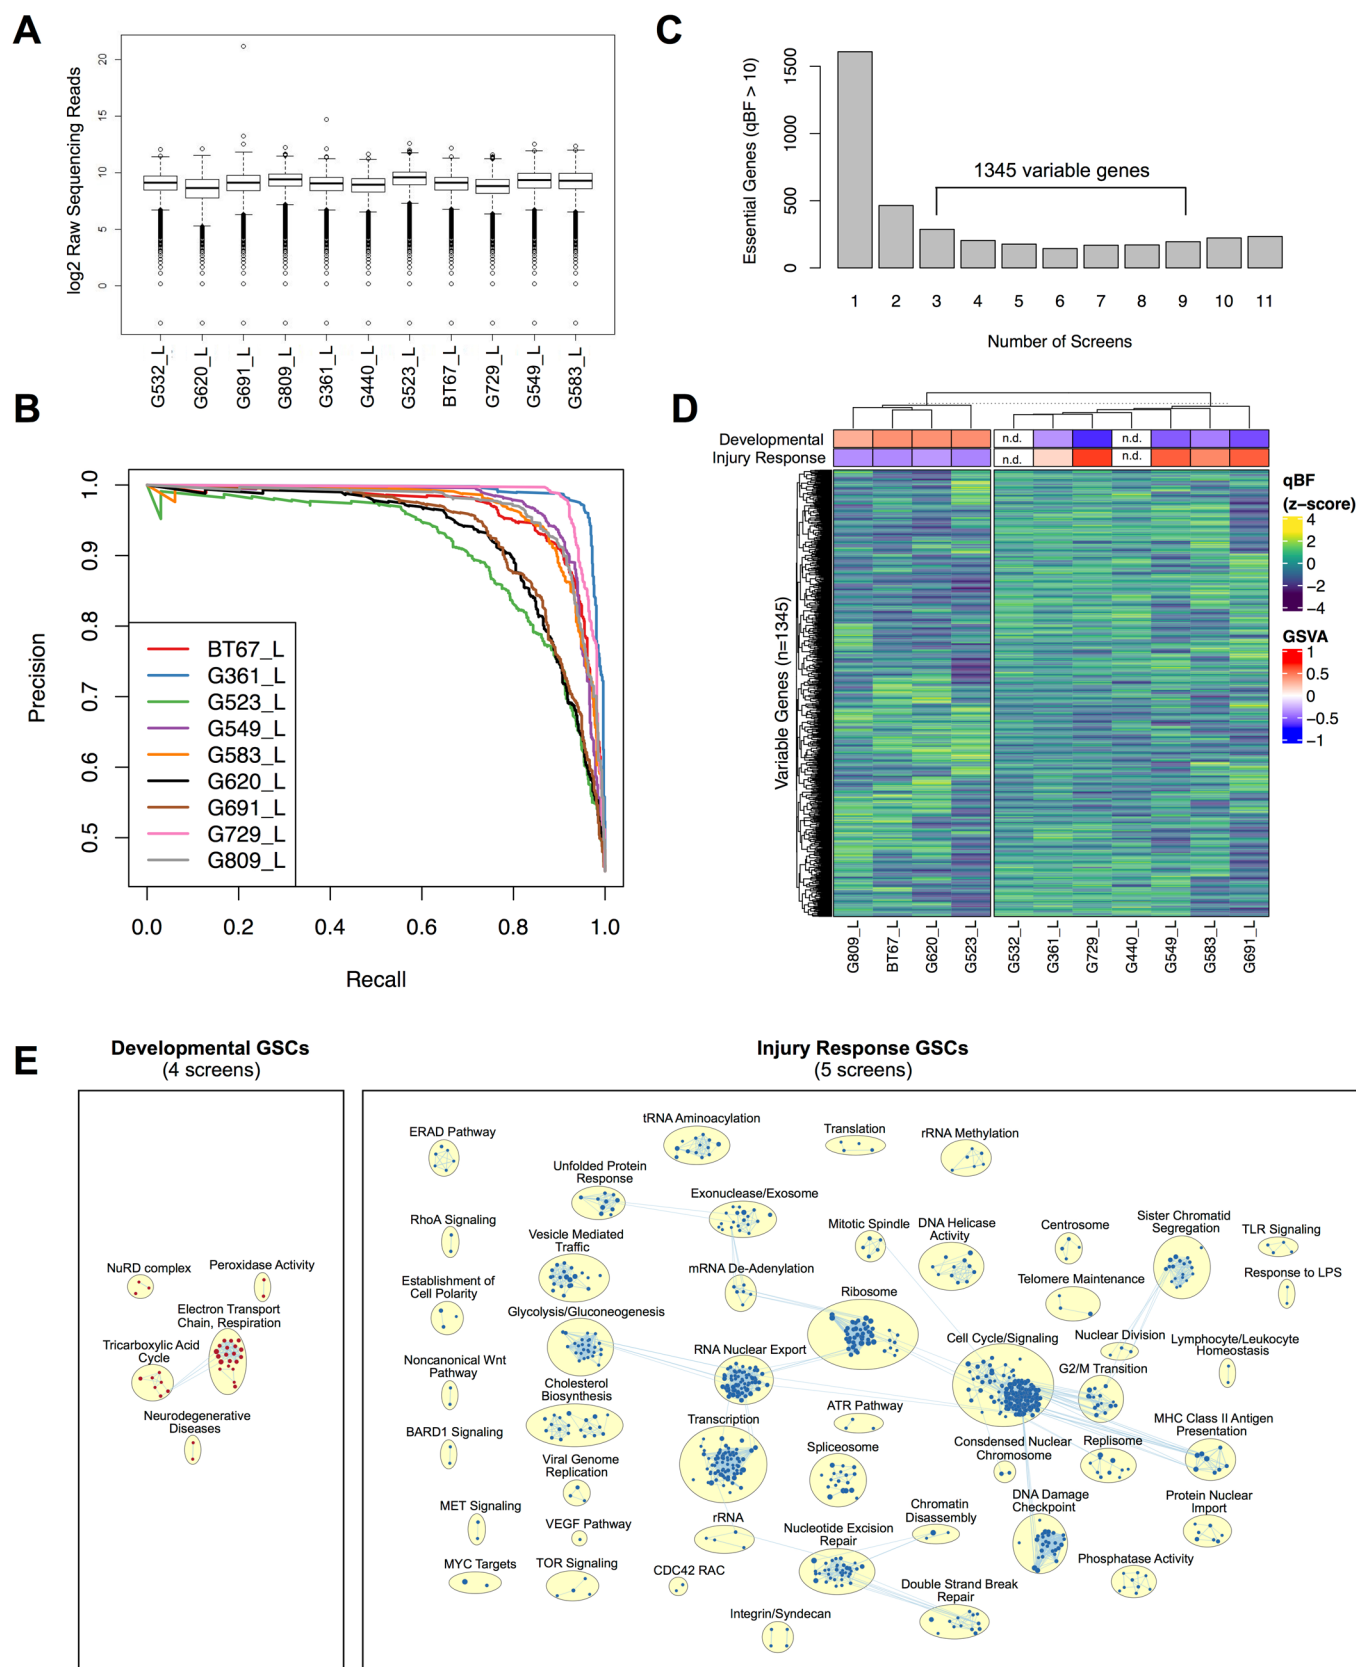 A
log2 Raw Sequencing Reads
20
15
10
5
0
G532_L
G620_L
G691_L
G809_L
G361_L
G440_L
G523_L
BT67_L
G729_L
G549_L
G583_L
C
Essential Genes (qBF > 10)
1500
1000
500
0
1345 variable genes
1 2 3 4 5 6 7 8 9 10 11
Number of Screens
B
Precision
1.0
0.9
0.8
0.7
0.6
0.5
BT67_L
G361_L
G523_L
G549_L
G583_L
G620_L
G691_L
G729_L
G809_L
0.0 0.2 0.4 0.6 0.8 1.0
Recall
D
Developmental
n.d. n.d.
Injury Response
n.d. n.d.
Variable Genes (n=1345)
qBF
(z-score)
4
2
0
−2
−4
GSVA
1
0.5
0
−0.5
−1
G809_L
BT67_L
G620_L
G523_L
G532_L
G361_L
G729_L
G440_L
G549_L
G583_L
G691_L
E
Developmental GSCs
(4 screens)
NuRD complex
Peroxidase Activity
Electron Transport
Chain, Respiration
Tricarboxylic Acid
Cycle
Neurodegenerative
Diseases
Injury Response GSCs
(5 screens)
ERAD Pathway
tRNA Aminoacylation
Translation
rRNA Methylation
Unfolded Protein
Response
Exonuclease/Exosome
RhoA Signaling
Vesicle Mediated
Traffic
Mitotic Spindle
DNA Helicase
Activity
Centrosome
Sister Chromatid
Segregation
TLR Signaling
Establishment of
Cell Polarity
mRNA De-Adenylation
Telomere Maintenance
Response to LPS
Glycolysis/Gluconeogenesis
Ribosome
Cell Cycle/Signaling
Nuclear Division
Lymphocyte/Leukocyte
Homeostasis
Noncanonical Wnt
Pathway
RNA Nuclear Export
G2/M Transition
Cholesterol
Biosynthesis
ATR Pathway
BARD1 Signaling
Transcription
MHC Class II Antigen
Presentation
Viral Genome
Replication
Spliceosome
Consdensed Nuclear
Chromosome
Replisome
MET Signaling
VEGF Pathway
rRNA
Nucleotide Excision
Repair
Chromatin
Disassembly
DNA Damage
Checkpoint
Protein Nuclear
Import
MYC Targets
TOR Signaling
CDC42 RAC
Double Strand Break
Repair
Phosphatase Activity
Integrin/Syndecan